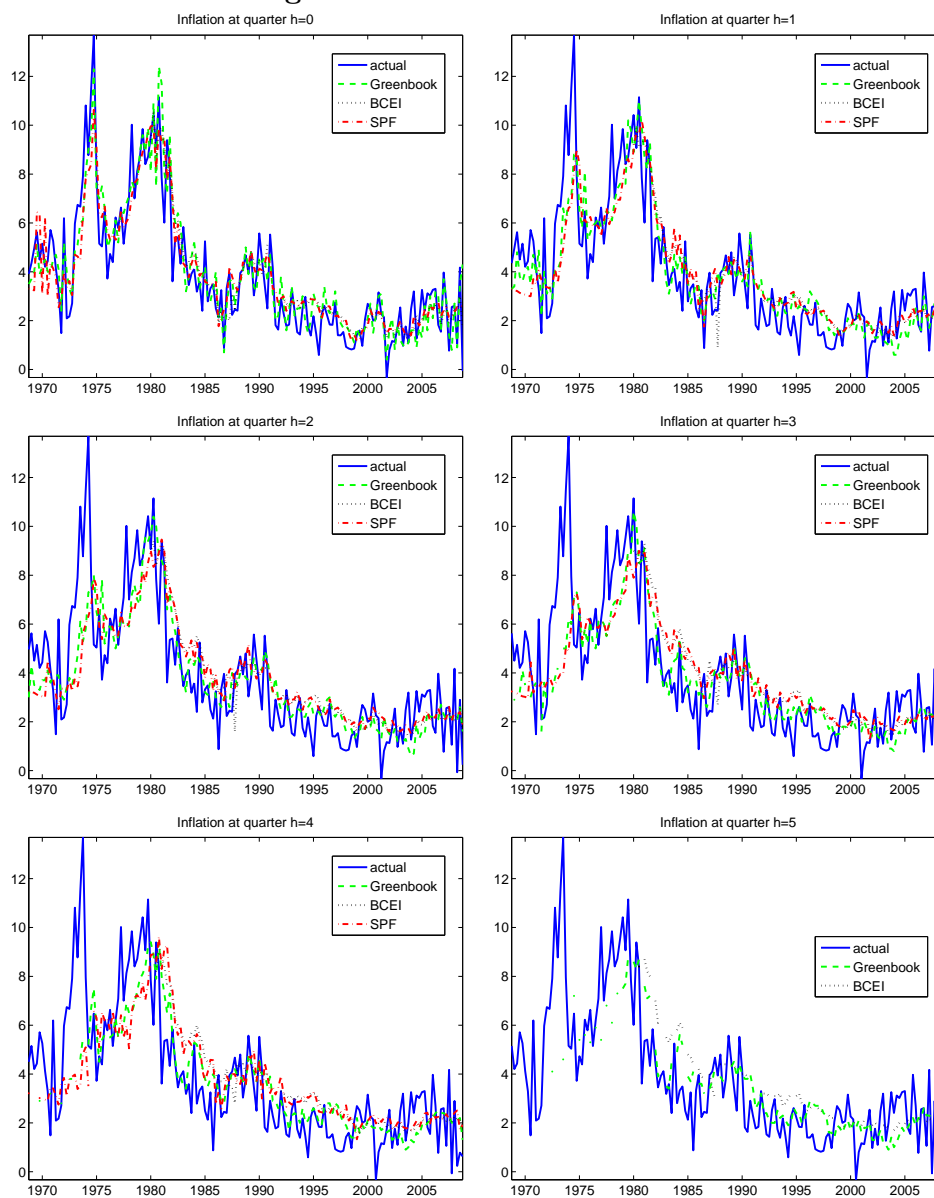 Inflation at quarter h=0
12
10
8
6
4
2
0
1970 1975 1980 1985 1990 1995 2000 2005
actual
Greenbook
BCEI
SPF
Inflation at quarter h=1
12
10
8
6
4
2
0
1970 1975 1980 1985 1990 1995 2000 2005
actual
Greenbook
BCEI
SPF
Inflation at quarter h=2
12
10
8
6
4
2
0
1970 1975 1980 1985 1990 1995 2000 2005
actual
Greenbook
BCEI
SPF
Inflation at quarter h=3
12
10
8
6
4
2
0
1970 1975 1980 1985 1990 1995 2000 2005
actual
Greenbook
BCEI
SPF
Inflation at quarter h=4
12
10
8
6
4
2
0
1970 1975 1980 1985 1990 1995 2000 2005
actual
Greenbook
BCEI
SPF
Inflation at quarter h=5
12
10
8
6
4
2
0
1970 1975 1980 1985 1990 1995 2000 2005
actual
Greenbook
BCEI